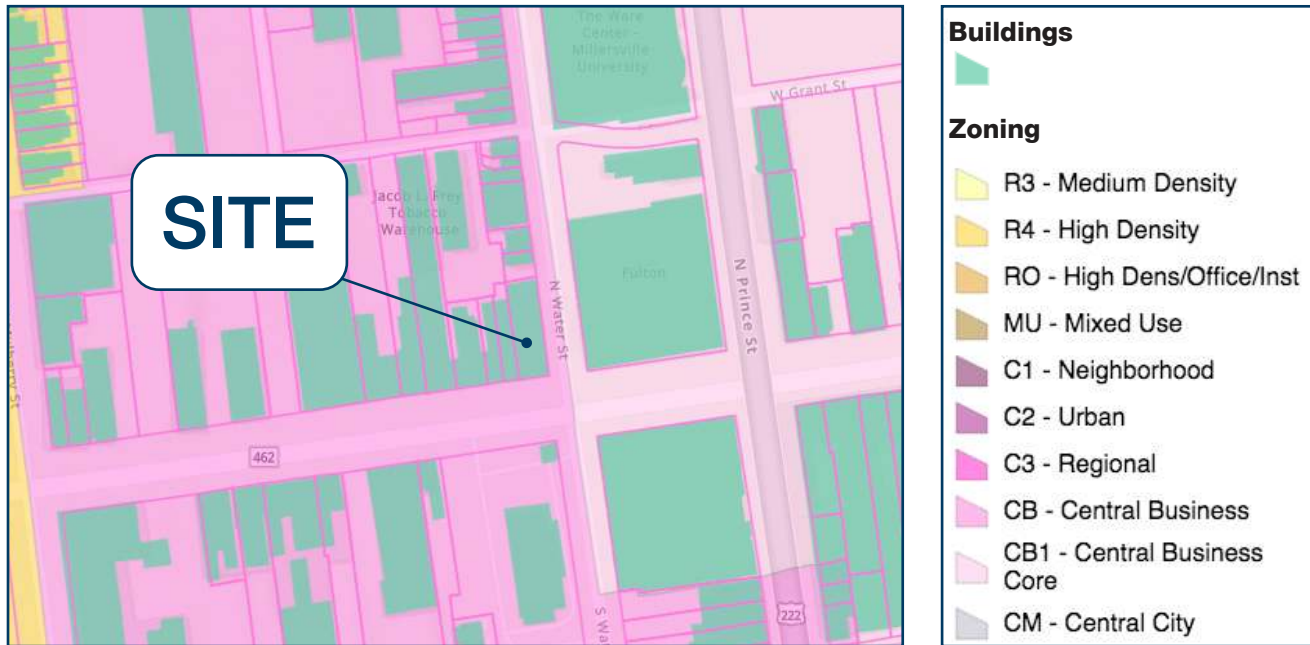 The Ware
Center -
Millersville
University
W Grant St
SITE
Jacob L. Frey
Tobacco
Warehouse
Fulton
N Water St
N Prince St
462
222
Buildings
Zoning
R3 - Medium Density
R4 - High Density
RO - High Dens/Office/Inst
MU - Mixed Use
C1 - Neighborhood
C2 - Urban
C3 - Regional
CB - Central Business
CB1 - Central Business
Core
CM - Central City